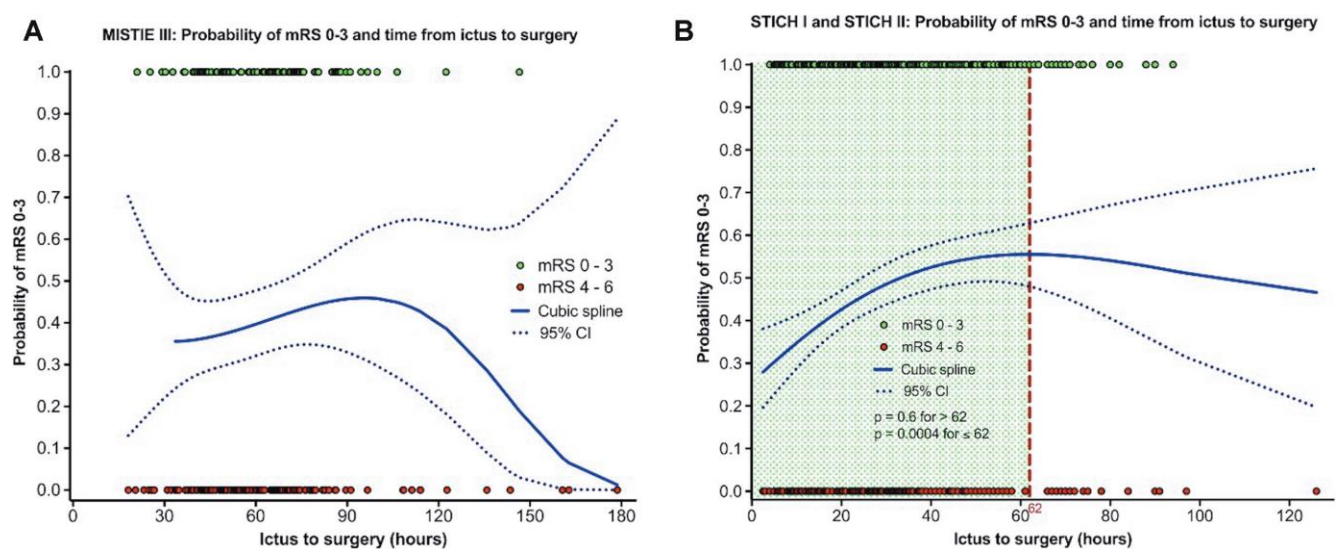 A
MISTIE III: Probability of mRS 0-3 and time from ictus to surgery
1.0
0.9
0.8
0.7
0.6
0.5
0.4
0.3
0.2
0.1
0.0
Probability of mRS 0-3
mRS 0 - 3
mRS 4 - 6
Cubic spline
95% CI
0 30 60 90 120 150 180
Ictus to surgery (hours)
B
STICH I and STICH II: Probability of mRS 0-3 and time from ictus to surgery
1.0
0.9
0.8
0.7
0.6
0.5
0.4
0.3
0.2
0.1
0.0
Probability of mRS 0-3
mRS 0 - 3
mRS 4 - 6
Cubic spline
95% CI
p = 0.6 for > 62
p = 0.0004 for ≤ 62
0 20 40 60 62 80 100 120
Ictus to surgery (hours)